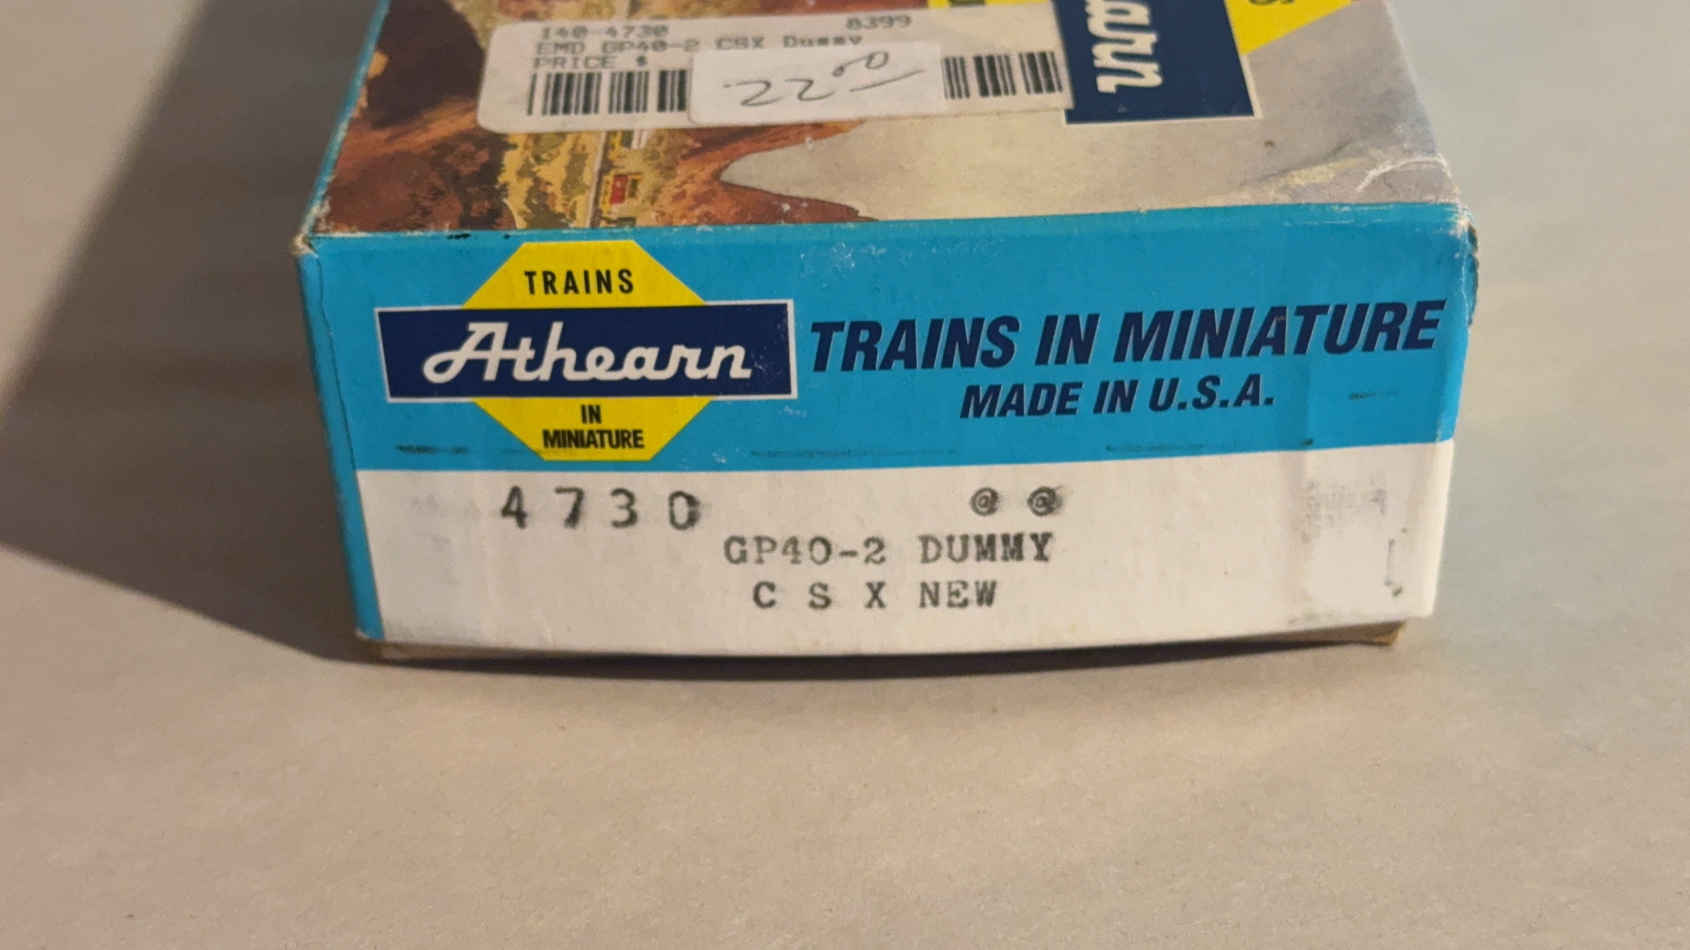 140-4730 8399
EMD GP40-2 CSX Dummy
PRICE $
22.00
TRAINS
Athearn
IN
MINIATURE
TRAINS IN MINIATURE
MADE IN U.S.A.
4730 @ @
GP40-2 DUMMY
C S X NEW